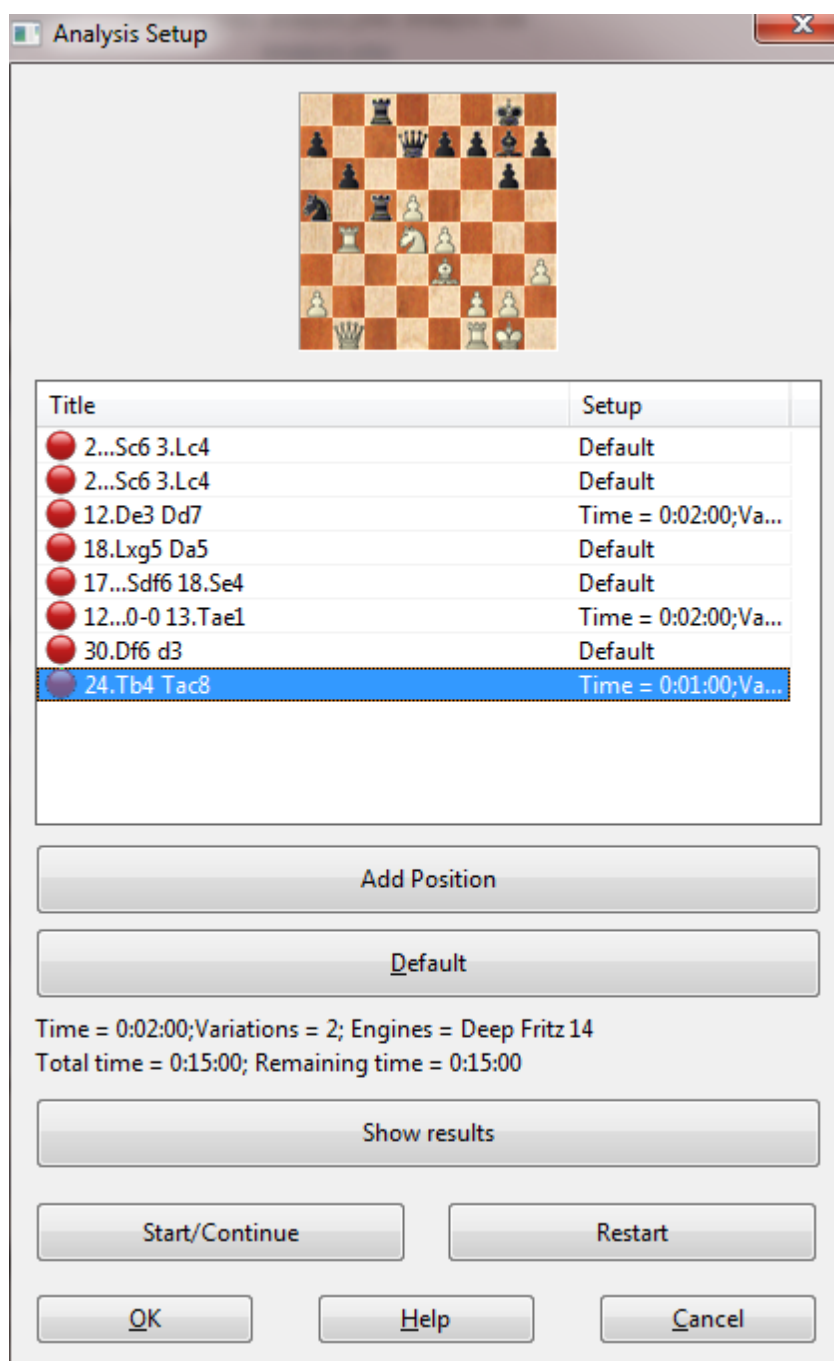 Analysis Setup
Title Setup
2...Sc6 3.Lc4 Default
2...Sc6 3.Lc4 Default
12.De3 Dd7 Time = 0:02:00;Va...
18.Lxg5 Da5 Default
17...Sdf6 18.Se4 Default
12...0-0 13.Tae1 Time = 0:02:00;Va...
30.Df6 d3 Default
24.Tb4 Tac8 Time = 0:01:00;Va...
Add Position
Default
Time = 0:02:00;Variations = 2; Engines = Deep Fritz 14
Total time = 0:15:00; Remaining time = 0:15:00
Show results
Start/Continue Restart
OK Help Cancel